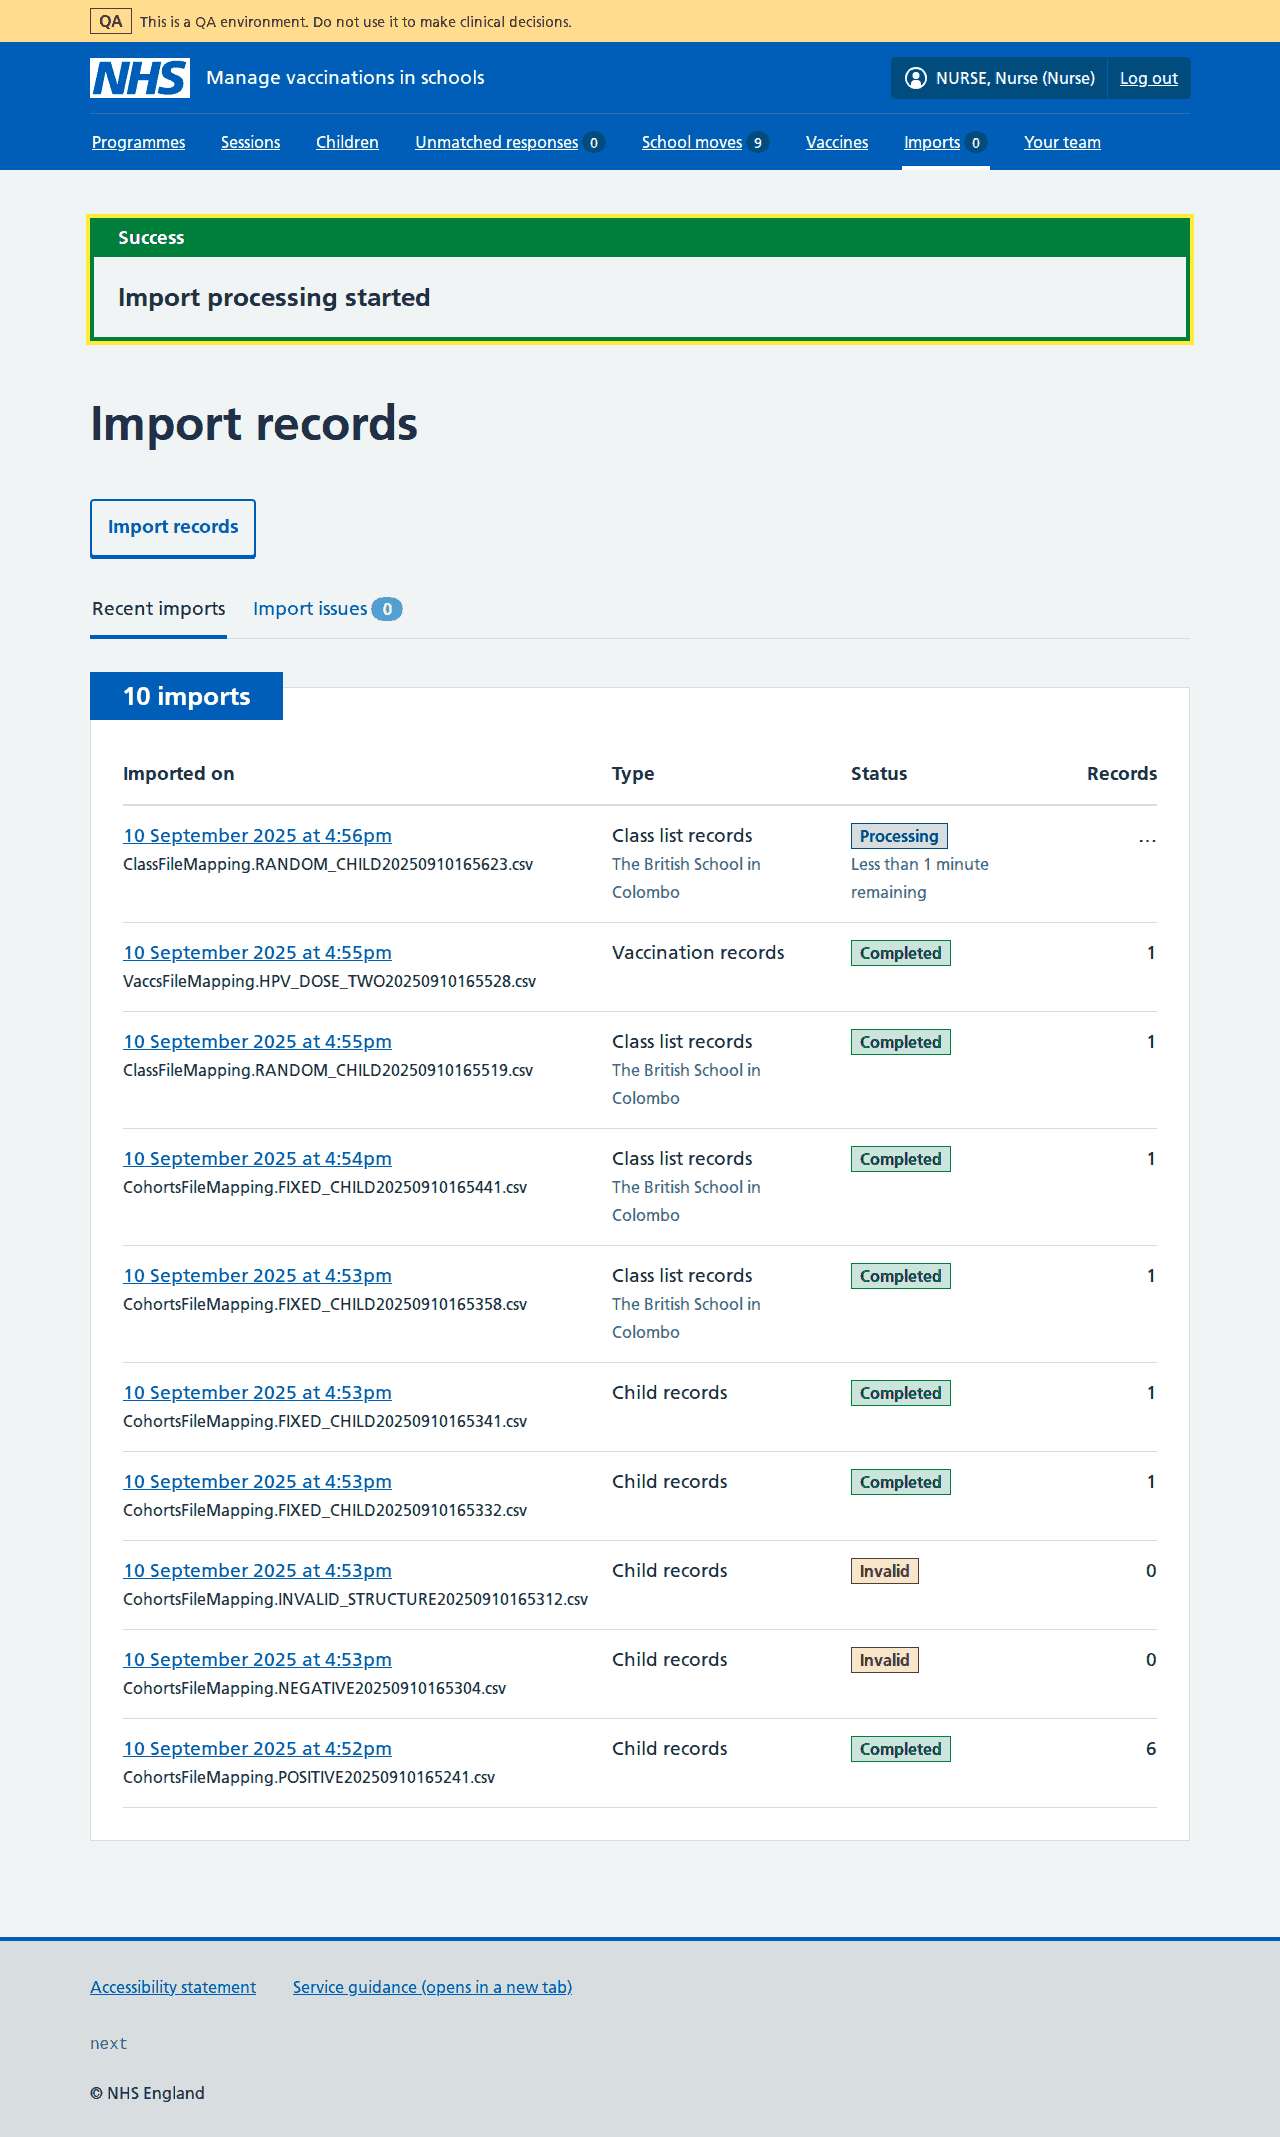 QA This is a QA environment. Do not use it to make clinical decisions.
NHS Manage vaccinations in schools NURSE, Nurse (Nurse) Log out
Programmes Sessions Children Unmatched responses 0 School moves 9 Vaccines Imports 0 Your team
Success
Import processing started
Import records
Import records
Recent imports Import issues 0
10 imports
Imported on Type Status Records
10 September 2025 at 4:56pm Class list records Processing ...
ClassFileMapping.RANDOM_CHILD20250910165623.csv The British School in Less than 1 minute
Colombo remaining
10 September 2025 at 4:55pm Vaccination records Completed 1
VaccsFileMapping.HPV_DOSE_TWO20250910165528.csv
10 September 2025 at 4:55pm Class list records Completed 1
ClassFileMapping.RANDOM_CHILD20250910165519.csv The British School in
Colombo
10 September 2025 at 4:54pm Class list records Completed 1
CohortsFileMapping.FIXED_CHILD20250910165441.csv The British School in
Colombo
10 September 2025 at 4:53pm Class list records Completed 1
CohortsFileMapping.FIXED_CHILD20250910165358.csv The British School in
Colombo
10 September 2025 at 4:53pm Child records Completed 1
CohortsFileMapping.FIXED_CHILD20250910165341.csv
10 September 2025 at 4:53pm Child records Completed 1
CohortsFileMapping.FIXED_CHILD20250910165332.csv
10 September 2025 at 4:53pm Child records Invalid 0
CohortsFileMapping.INVALID_STRUCTURE20250910165312.csv
10 September 2025 at 4:53pm Child records Invalid 0
CohortsFileMapping.NEGATIVE20250910165304.csv
10 September 2025 at 4:52pm Child records Completed 6
CohortsFileMapping.POSITIVE20250910165241.csv
Accessibility statement Service guidance (opens in a new tab)
next
© NHS England